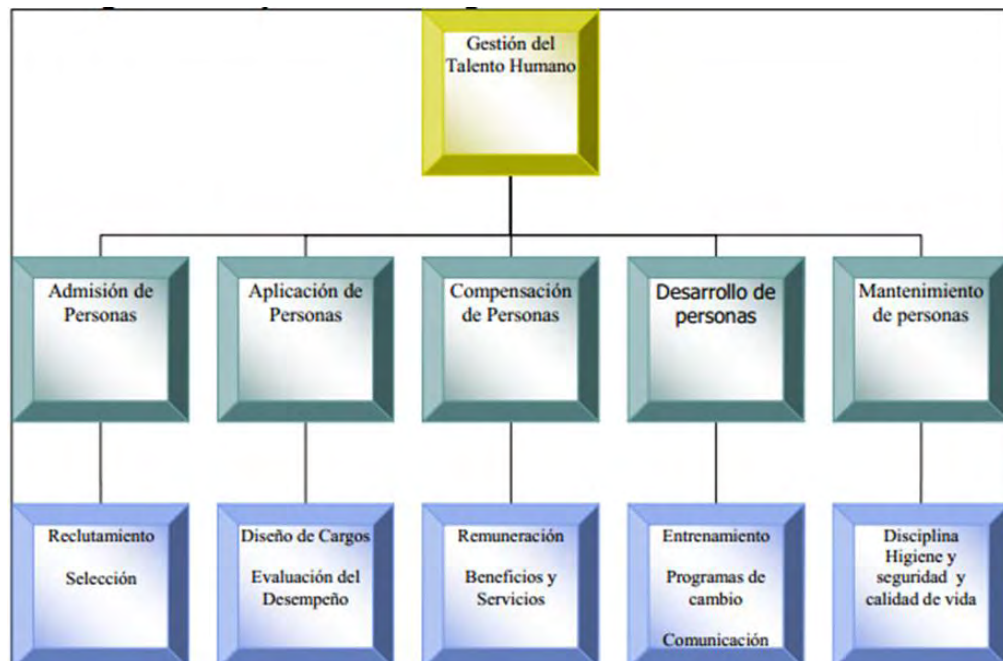 Gestión del
Talento Humano
Admisión de
Personas
Aplicación de
Personas
Compensación
de Personas
Desarrollo de
personas
Mantenimiento
de personas
Reclutamiento
Selección
Diseño de Cargos
Evaluación del
Desempeño
Remuneración
Beneficios y
Servicios
Entrenamiento
Programas de
cambio
Comunicación
Disciplina
Higiene y
seguridad y
calidad de vida